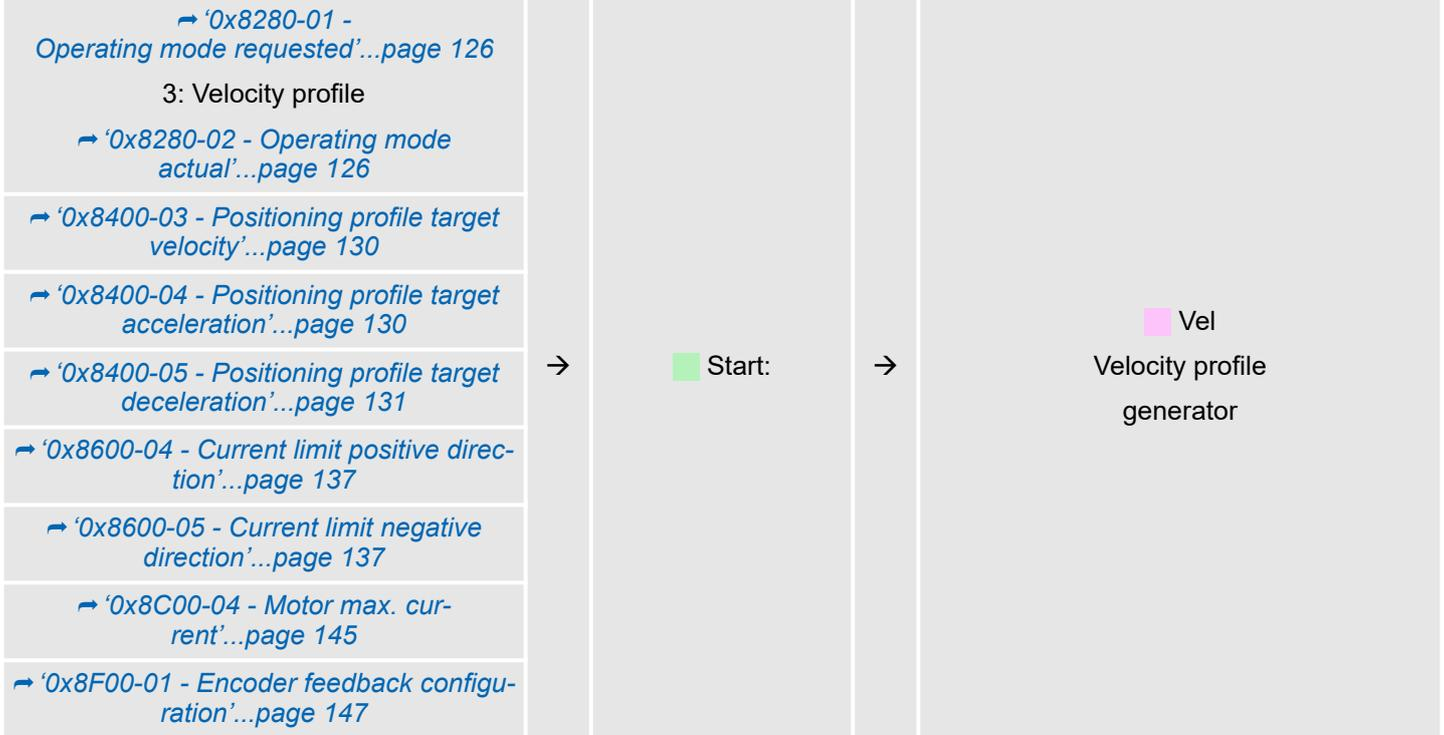 ➦ ‘0x8280-01 -
Operating mode requested’...page 126
3: Velocity profile
➦ ‘0x8280-02 - Operating mode
actual’...page 126
➦ ‘0x8400-03 - Positioning profile target
velocity’...page 130
➦ ‘0x8400-04 - Positioning profile target
acceleration’...page 130
➦ ‘0x8400-05 - Positioning profile target
deceleration’...page 131
➦ ‘0x8600-04 - Current limit positive direc-
tion’...page 137
➦ ‘0x8600-05 - Current limit negative
direction’...page 137
➦ ‘0x8C00-04 - Motor max. cur-
rent’...page 145
➦ ‘0x8F00-01 - Encoder feedback configu-
ration’...page 147
→
Start:
→
Vel
Velocity profile
generator